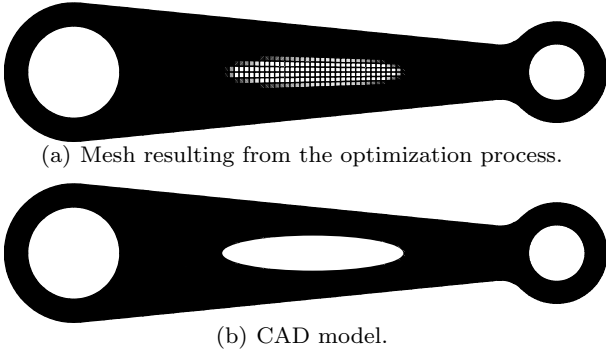 (a) Mesh resulting from the optimization process.
(b) CAD model.